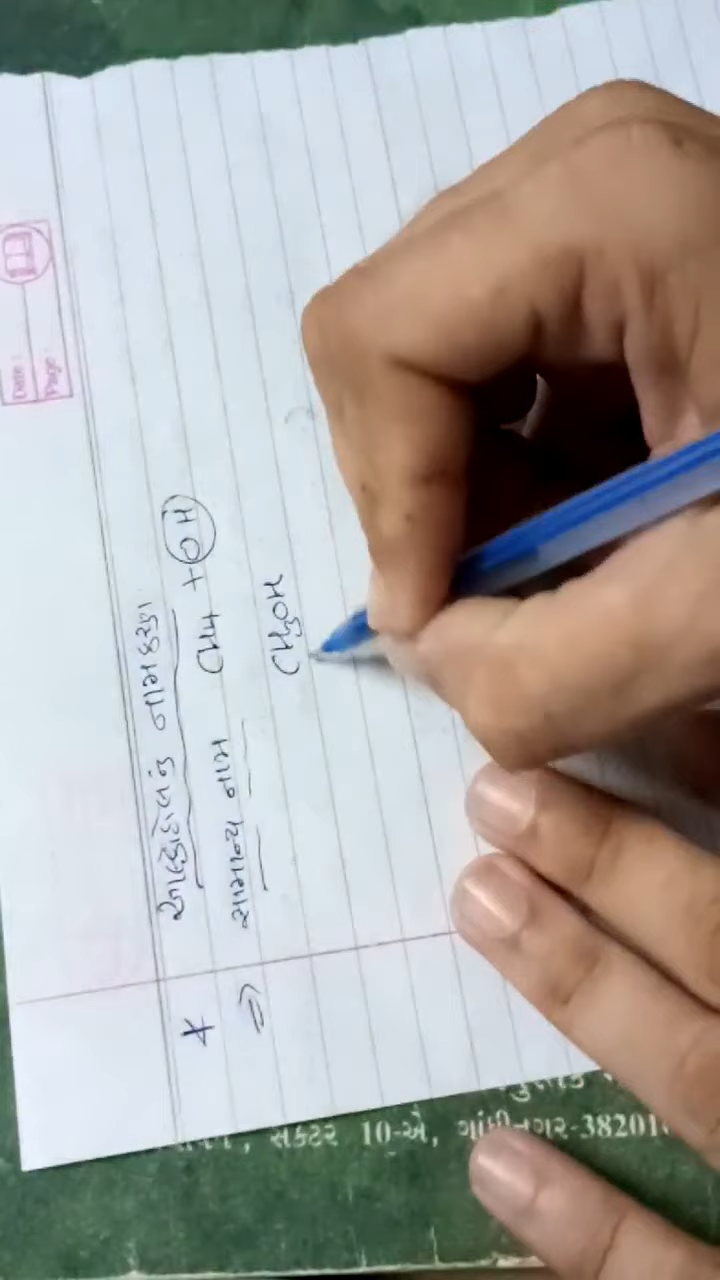 Date :
Page :
* આલ્કોહોલનું નામકરણ
⇒ સામાન્ય નામ CH4 + OH
CH3OH
, સેક્ટર 10-એ, ગાંધીનગર-38201